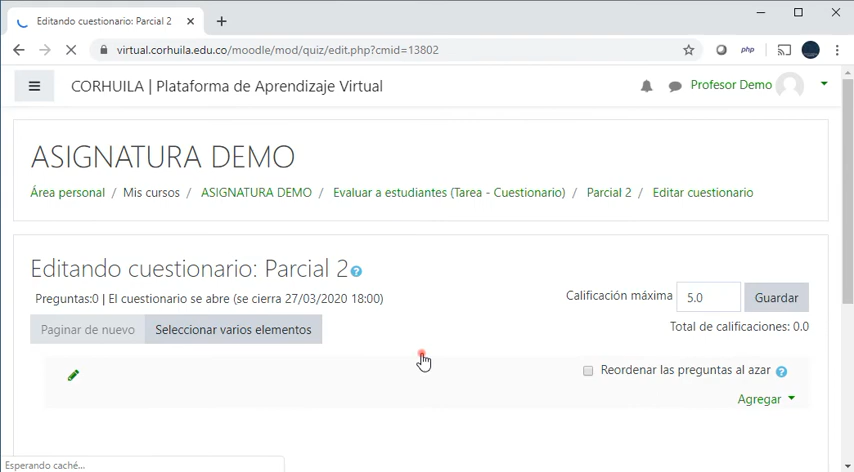 Editando cuestionario: Parcial 2
virtual.corhuila.edu.co/moodle/mod/quiz/edit.php?cmid=13802
php
CORHUILA | Plataforma de Aprendizaje Virtual
Profesor Demo
ASIGNATURA DEMO
Área personal / Mis cursos / ASIGNATURA DEMO / Evaluar a estudiantes (Tarea - Cuestionario) / Parcial 2 / Editar cuestionario
Editando cuestionario: Parcial 2
Preguntas:0 | El cuestionario se abre (se cierra 27/03/2020 18:00)
Calificación máxima 5.0 Guardar
Total de calificaciones: 0.0
Paginar de nuevo Seleccionar varios elementos
Reordenar las preguntas al azar
Agregar
Esperando caché...